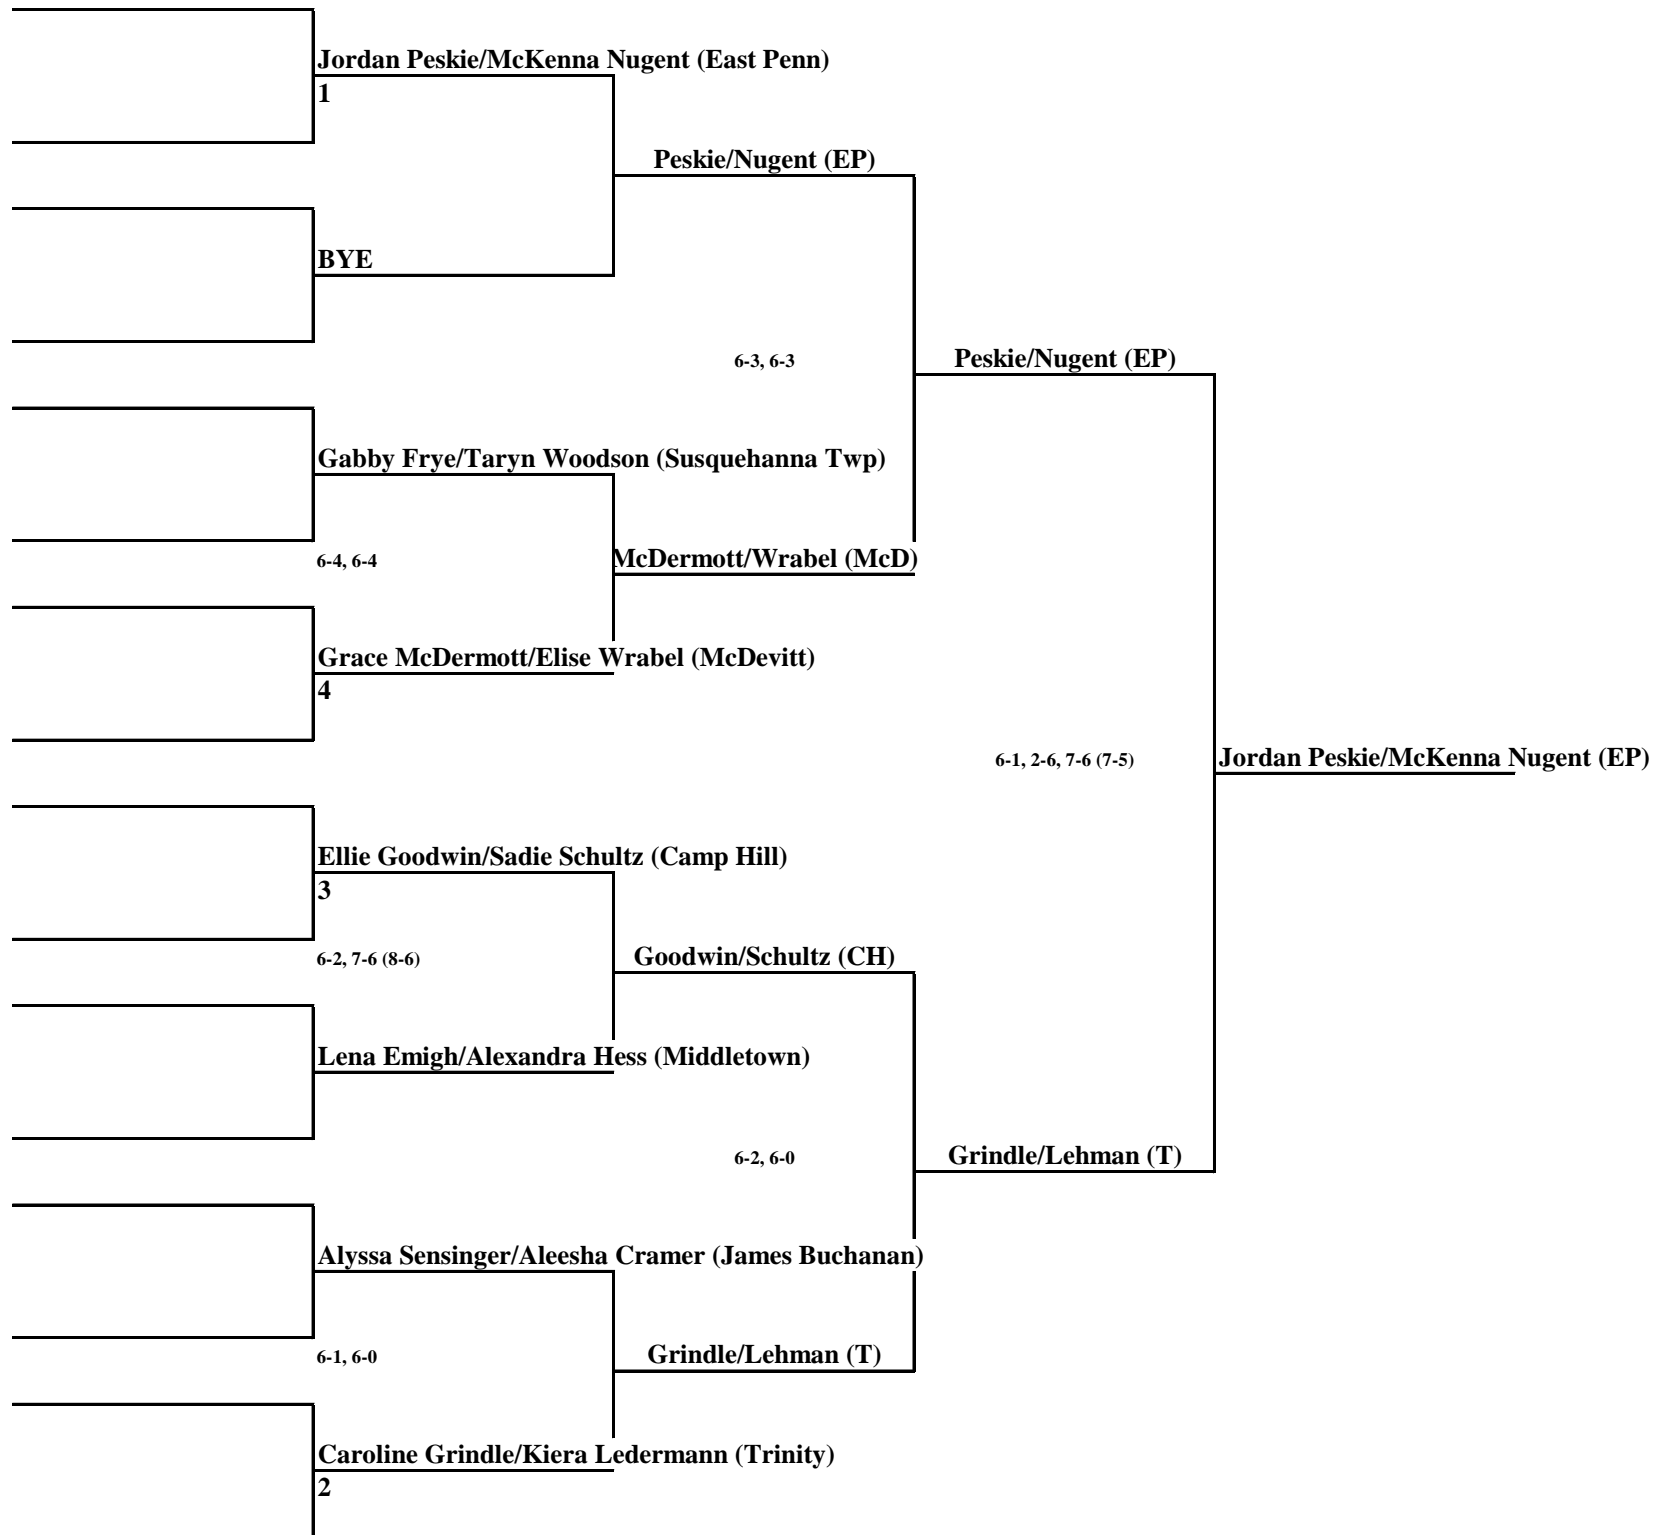 Jordan Peskie/McKenna Nugent (East Penn)
1
Peskie/Nugent (EP)
BYE
6-3, 6-3
Peskie/Nugent (EP)
Gabby Frye/Taryn Woodson (Susquehanna Twp)
6-4, 6-4
McDermott/Wrabel (McD)
Grace McDermott/Elise Wrabel (McDevitt)
4
6-1, 2-6, 7-6 (7-5)
Jordan Peskie/McKenna Nugent (EP)
Ellie Goodwin/Sadie Schultz (Camp Hill)
3
6-2, 7-6 (8-6)
Goodwin/Schultz (CH)
Lena Emigh/Alexandra Hess (Middletown)
6-2, 6-0
Grindle/Lehman (T)
Alyssa Sensinger/Aleesha Cramer (James Buchanan)
6-1, 6-0
Grindle/Lehman (T)
Caroline Grindle/Kiera Ledermann (Trinity)
2